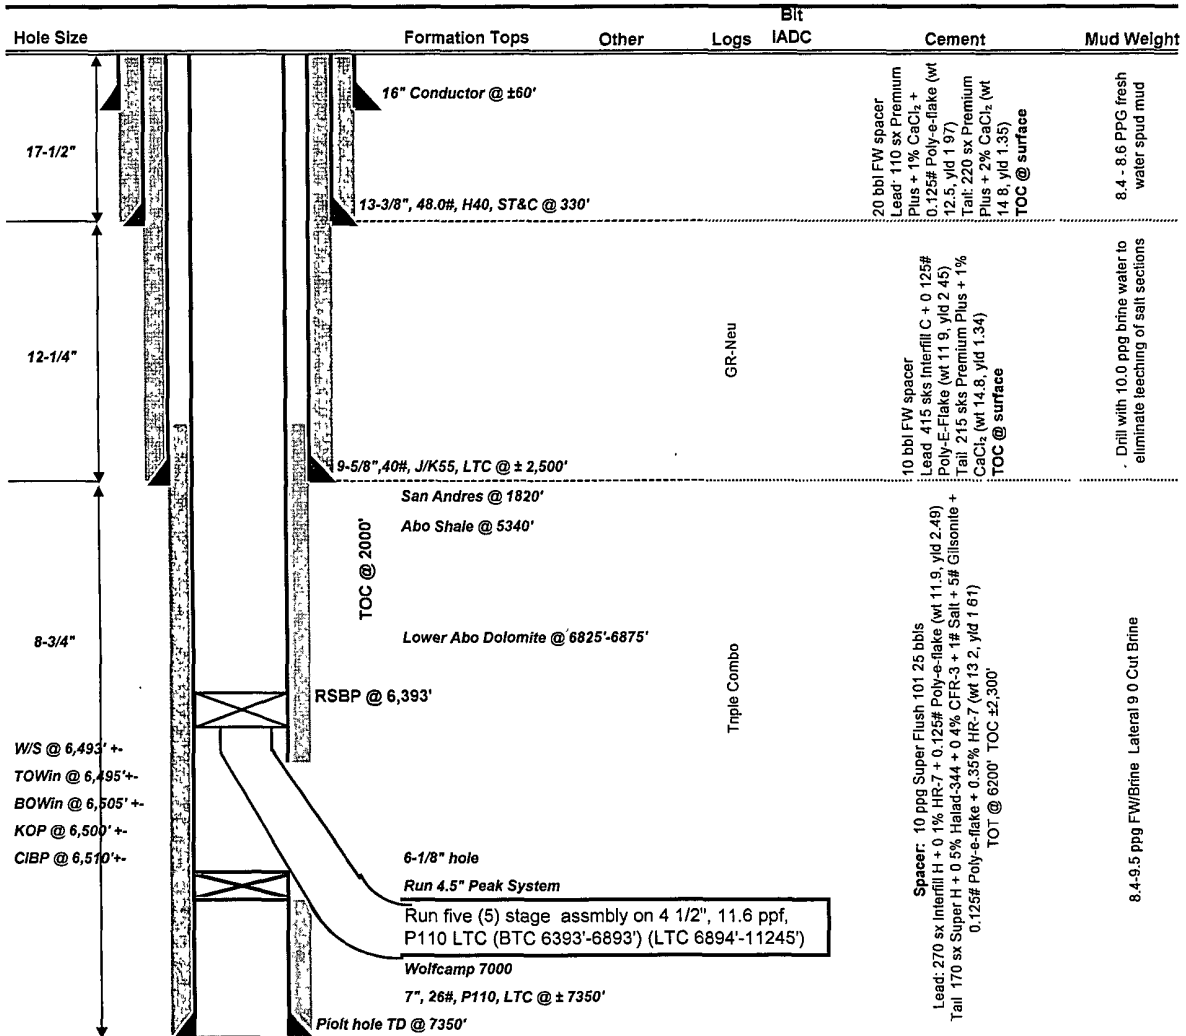 Bit
Hole Size Formation Tops Other Logs IADC Cement Mud Weight
16" Conductor @ ±60'
17-1/2"
13-3/8", 48.0#, H40, ST&C @ 330'
20 bbl FW spacer
Lead: 110 sx Premium
Plus + 1% CaCl₂ +
0.125# Poly-e-flake (wt
12.5, yld 1 97)
Tail: 220 sx Premium
Plus + 2% CaCl₂ (wt
14 8, yld 1.35)
TOC @ surface
8.4 - 8.6 PPG fresh
water spud mud
12-1/4"
9-5/8",40#, J/K55, LTC @ ± 2,500'
GR-Neu
10 bbl FW spacer
Lead 415 sks Interfill C + 0 125#
Poly-E-Flake (wt 11 9, yld 2 45)
Tail 215 sks Premium Plus + 1%
CaCl₂ (wt 14.8, yld 1.34)
TOC @ surface
Drill with 10.0 ppg brine water to
eliminate leeching of salt sections
San Andres @ 1820'
Abo Shale @ 5340'
TOC @ 2000'
8-3/4"
Lower Abo Dolomite @ 6825'-6875'
RSBP @ 6,393'
W/S @ 6,493' +-
TOWin @ 6,495'+-
BOWin @ 6,505' +-
KOP @ 6,500' +-
CIBP @ 6,510'+-
6-1/8" hole
Run 4.5" Peak System
Run five (5) stage assmbly on 4 1/2", 11.6 ppf,
P110 LTC (BTC 6393'-6893') (LTC 6894'-11245')
Wolfcamp 7000
7", 26#, P110, LTC @ ± 7350'
Piolt hole TD @ 7350'
Triple Combo
Spacer: 10 ppg Super Flush 101 25 bbls
Lead: 270 sx Interfill H + 0 1% HR-7 + 0.125# Poly-e-flake (wt 11.9, yld 2.49)
Tail 170 sx Super H + 0 5% Halad-344 + 0 4% CFR-3 + 1# Salt + 5# Gilsonite +
0.125# Poly-e-flake + 0.35% HR-7 (wt 13 2, yld 1 61)
TOT @ 6200' TOC ±2,300'
8.4-9.5 ppg FW/Brine Lateral 9 0 Cut Brine